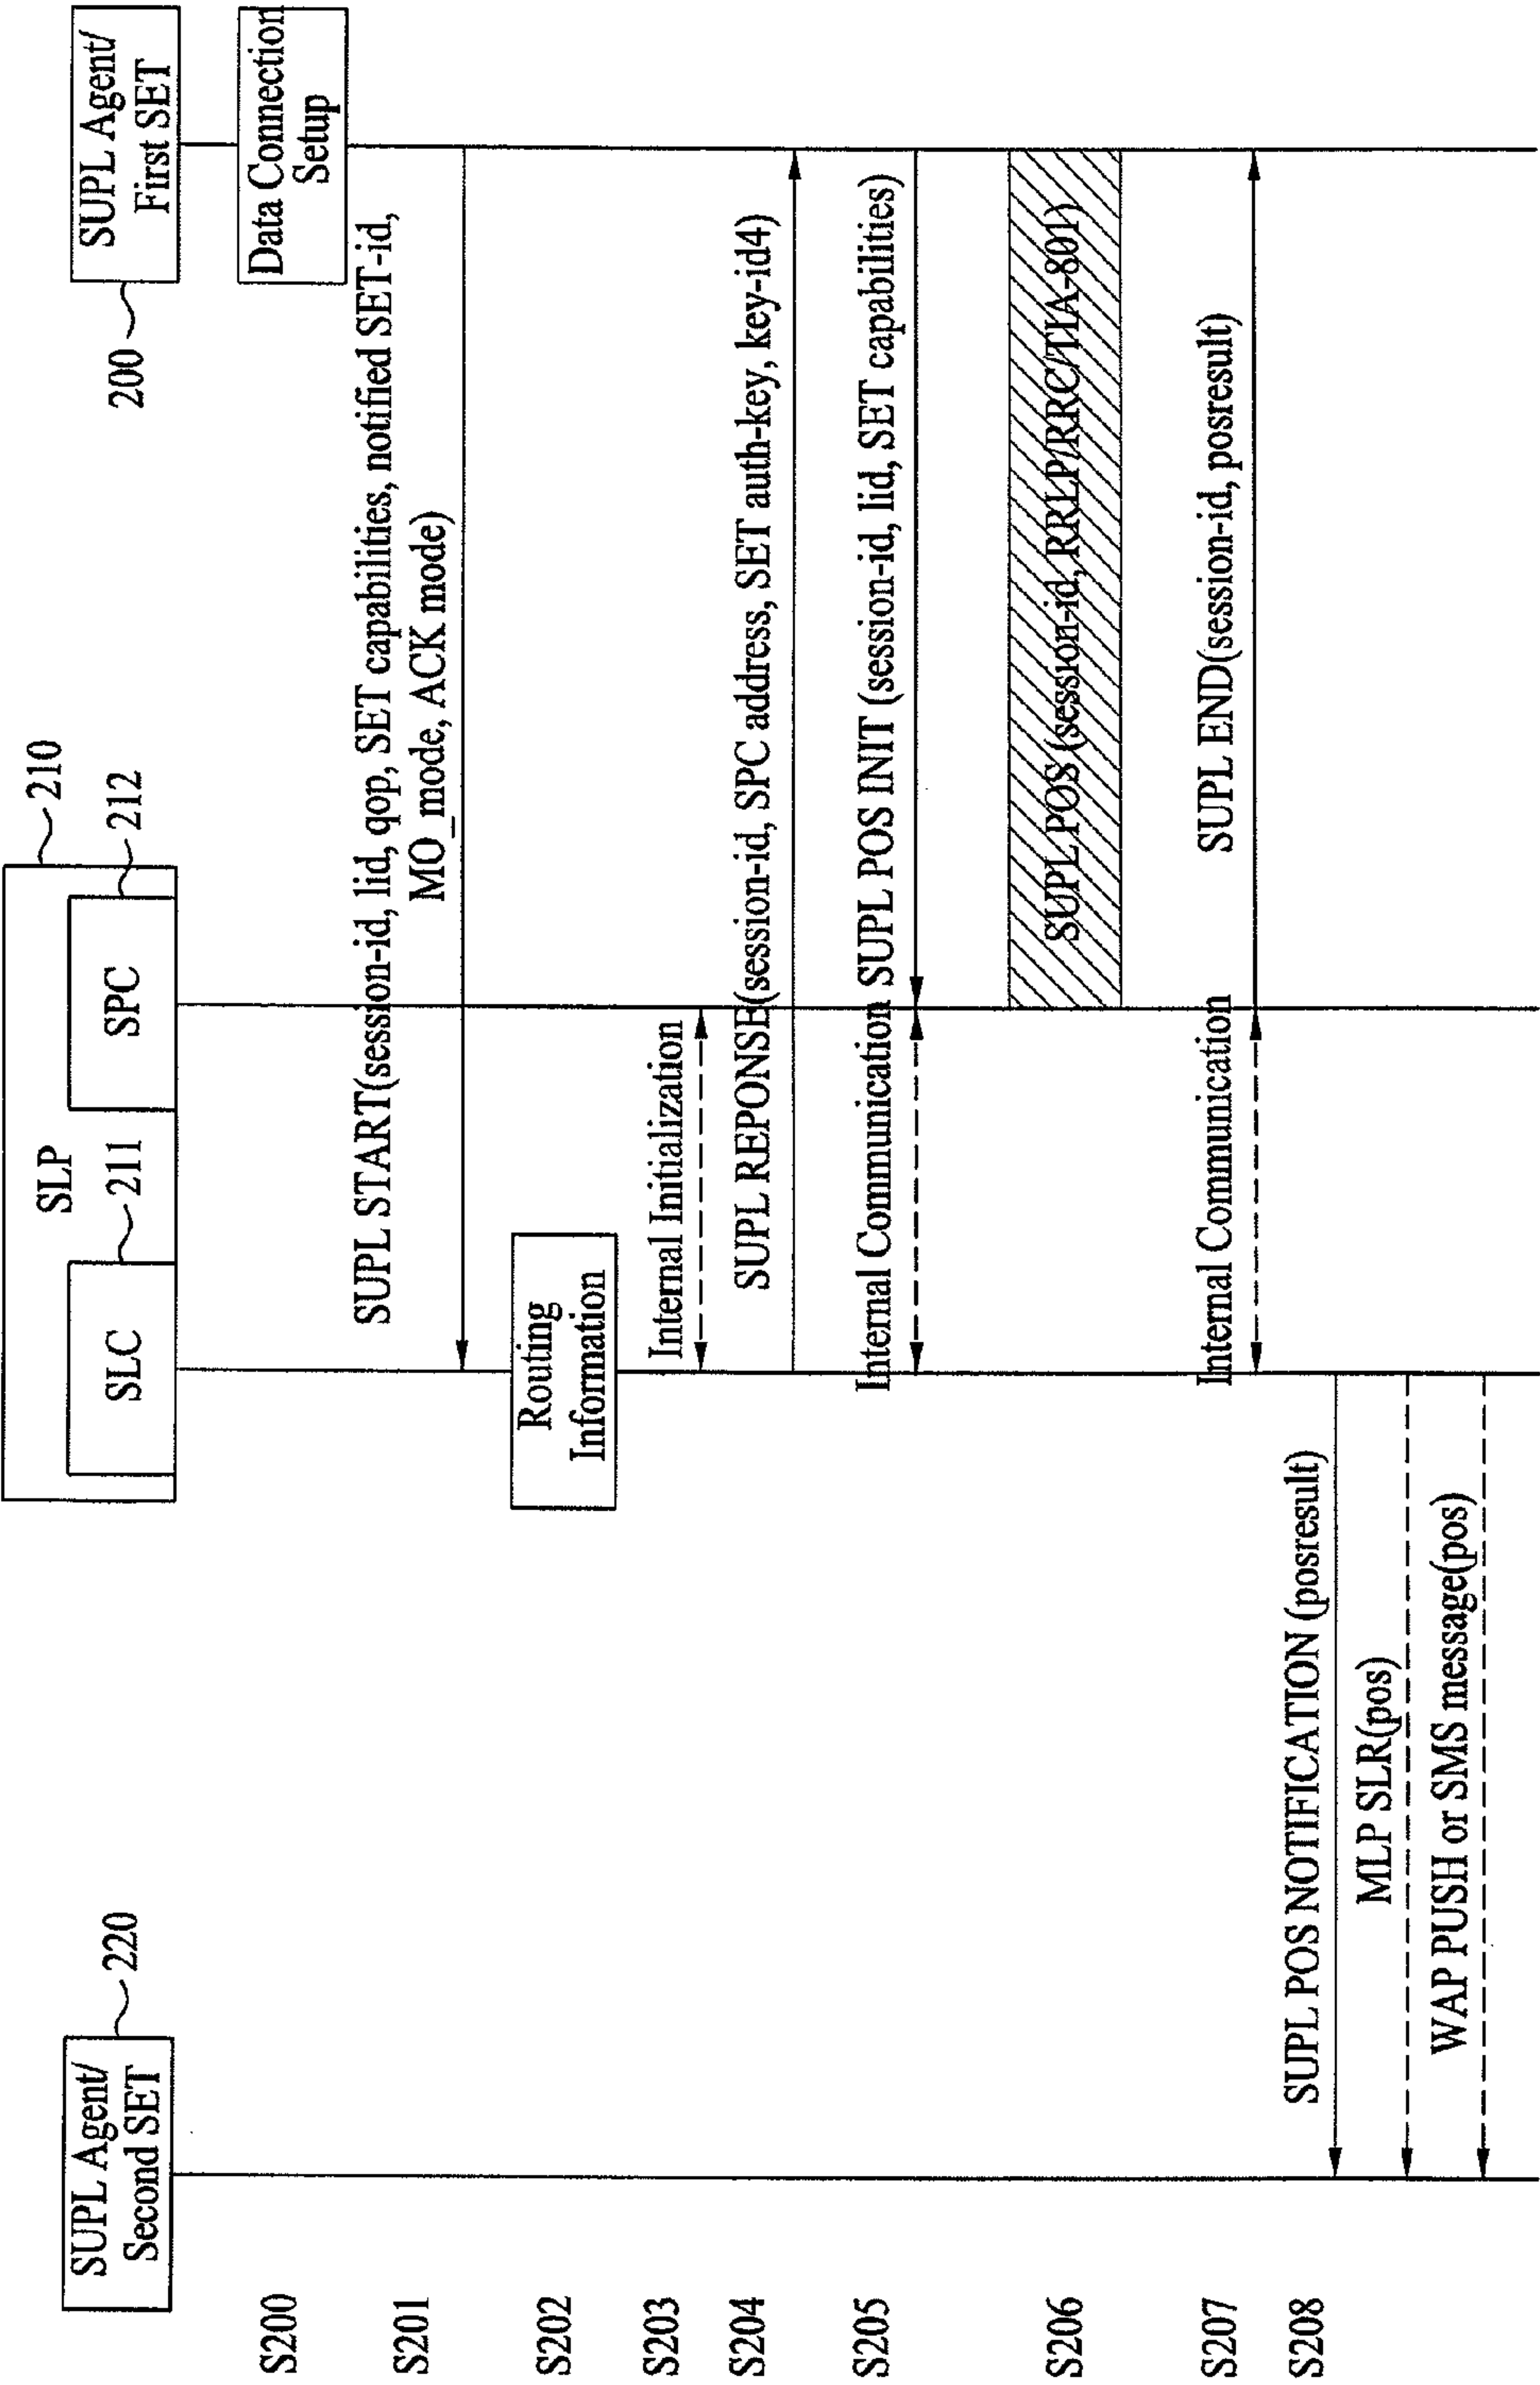 SUPL Agent/
Second SET
220
SLP
210
SLC
211
SPC
212
SUPL Agent/
First SET
200
S200
Data Connection
Setup
S201
SUPL START(session-id, lid, qop, SET capabilities, notified SET-id,
MO_mode, ACK mode)
S202
Routing
Information
S203
Internal Initialization
S204
SUPL REPONSE(session-id, SPC address, SET auth-key, key-id4)
S205
Internal Communication
SUPL POS INIT (session-id, lid, SET capabilities)
S206
SUPL POS (session-id, RRLP/RRC/TIA-801)
S207
Internal Communication
SUPL END(session-id, posresult)
S208
SUPL POS NOTIFICATION (posresult)
MLP SLR(pos)
WAP PUSH or SMS message(pos)